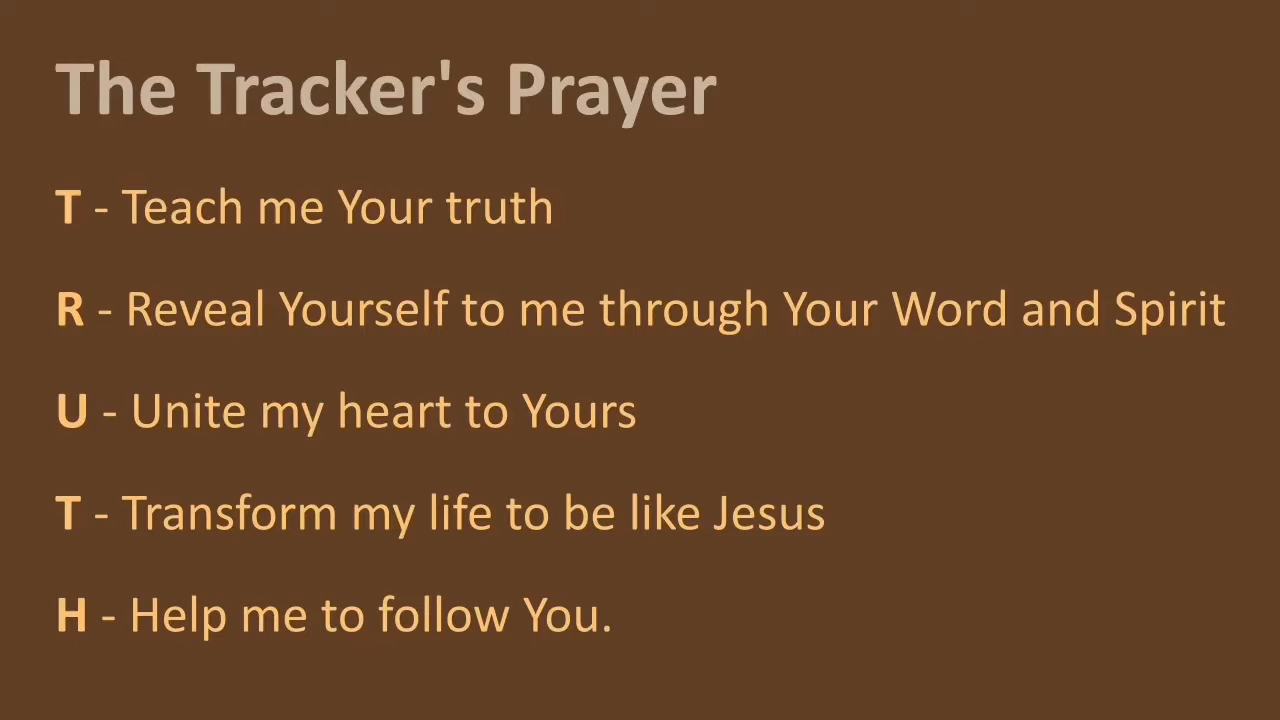 The Tracker's Prayer
T - Teach me Your truth
R - Reveal Yourself to me through Your Word and Spirit
U - Unite my heart to Yours
T - Transform my life to be like Jesus
H - Help me to follow You.